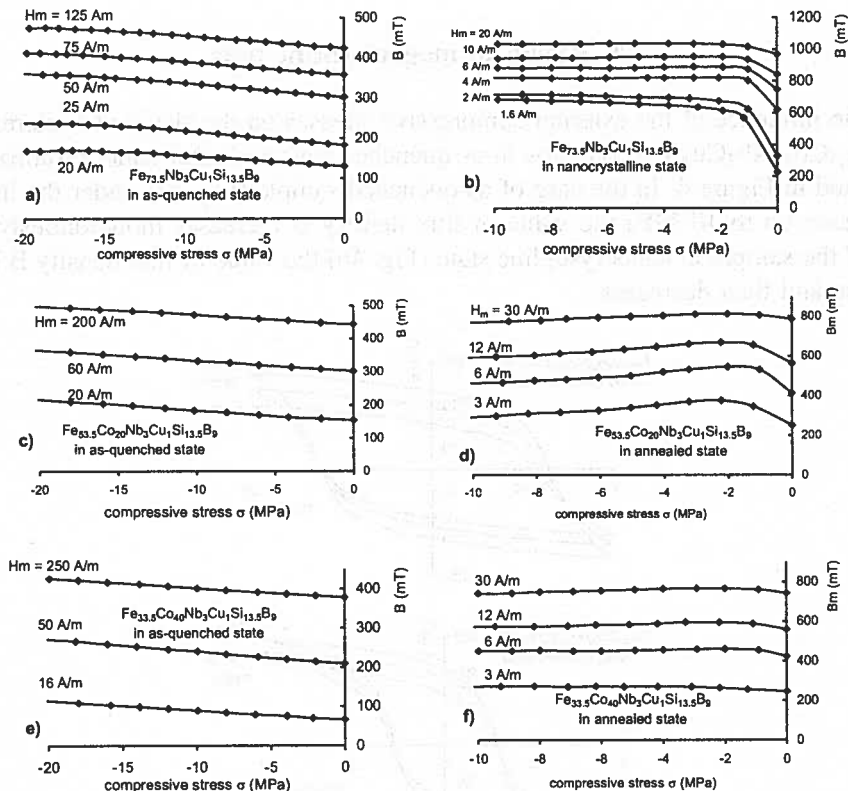 Hm = 125 Am
75 A/m
50 A/m
25 A/m
20 A/m
Fe73.5Nb3Cu1Si13.5B9
in as-quenched state
a)
500
400
300
200
100
0
B (mT)
-20 -15 -10 -5 0
compressive stress σ (MPa)
Hm = 20 A/m
10 A/m
6 A/m
4 A/m
2 A/m
1.6 A/m
Fe73.5Nb3Cu1Si13.5B9
in nanocrystalline state
b)
1200
1000
800
600
400
200
0
B (mT)
-10 -8 -6 -4 -2 0
compressive stress σ (MPa)
Hm = 200 A/m
60 A/m
20 A/m
Fe53.5Co20Nb3Cu1Si13.5B9
in as-quenched state
c)
500
400
300
200
100
0
B (mT)
-20 -15 -10 -5 0
compressive stress σ (MPa)
Hm = 30 A/m
12 A/m
6 A/m
3 A/m
Fe53.5Co20Nb3Cu1Si13.5B9
in annealed state
d)
800
600
400
200
0
Bm (mT)
-10 -8 -6 -4 -2 0
compressive stress σ (MPa)
Hm = 250 A/m
50 A/m
16 A/m
Fe33.5Co40Nb3Cu1Si13.5B9
in as-quenched state
e)
400
300
200
100
0
B (mT)
-20 -15 -10 -5 0
compressive stress σ (MPa)
30 A/m
12 A/m
6 A/m
3 A/m
Fe33.5Co40Nb3Cu1Si13.5B9
in annealed state
f)
800
600
400
200
0
Bm (mT)
-10 -8 -6 -4 -2 0
compressive stress σ (MPa)